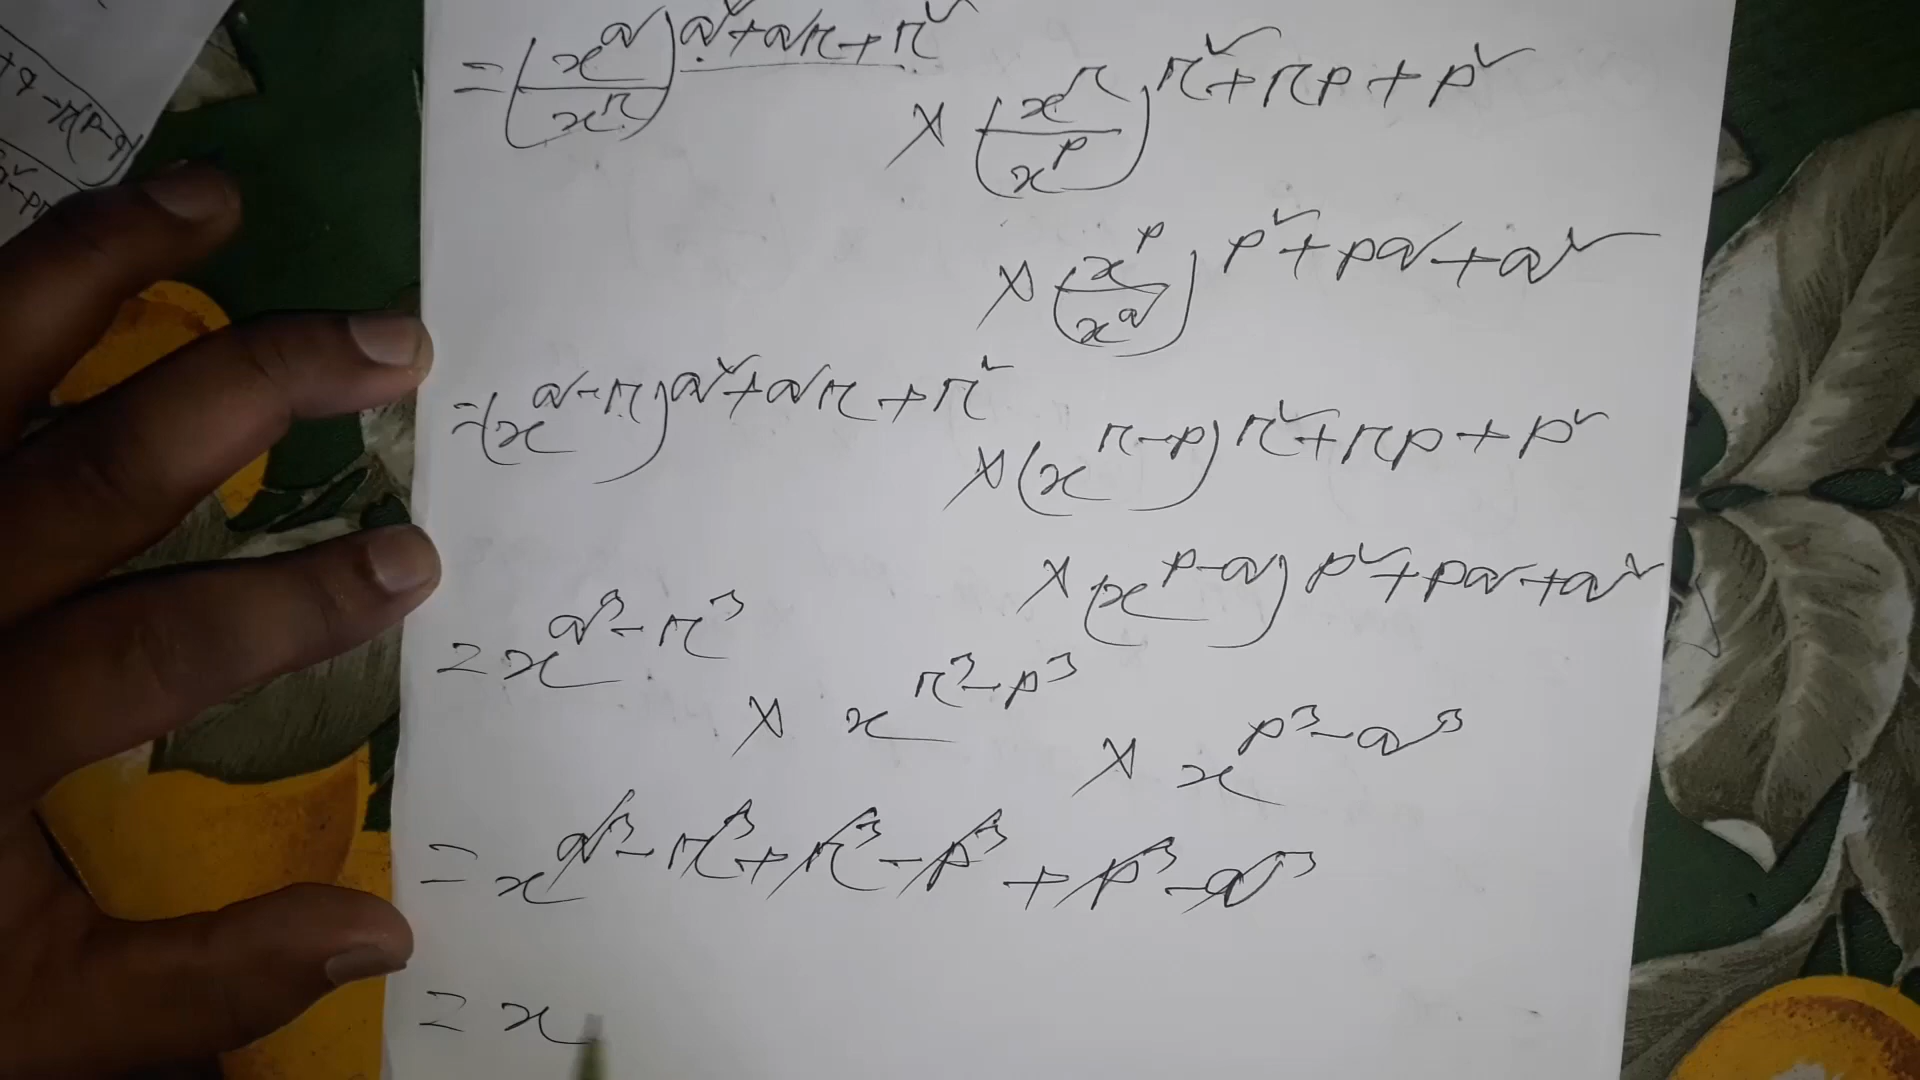 +q-r(p-q)
= (x^q/x^r)^q²+qr+r²
× (x^r/x^p)^r²+rp+p²
× (x^p/x^q)^p²+pq+q²
= (x^q-r)^q²+qr+r²
× (x^r-p)^r²+rp+p²
× (x^p-q)^p²+pq+q²
= x^q³-r³
× x^r³-p³
× x^p³-q³
= x^q³-r³+r³-p³+p³-q³
= x